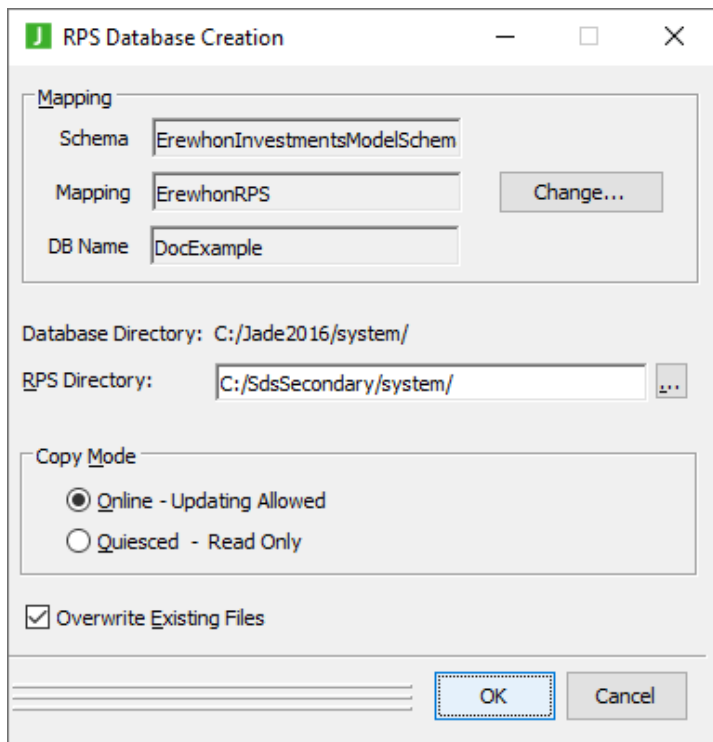 J RPS Database Creation
Mapping
Schema ErewhonInvestmentsModelSchem
Mapping ErewhonRPS Change...
DB Name DocExample
Database Directory: C:/Jade2016/system/
RPS Directory: C:/SdsSecondary/system/ ...
Copy Mode
Online - Updating Allowed
Quiesced - Read Only
Overwrite Existing Files
OK Cancel